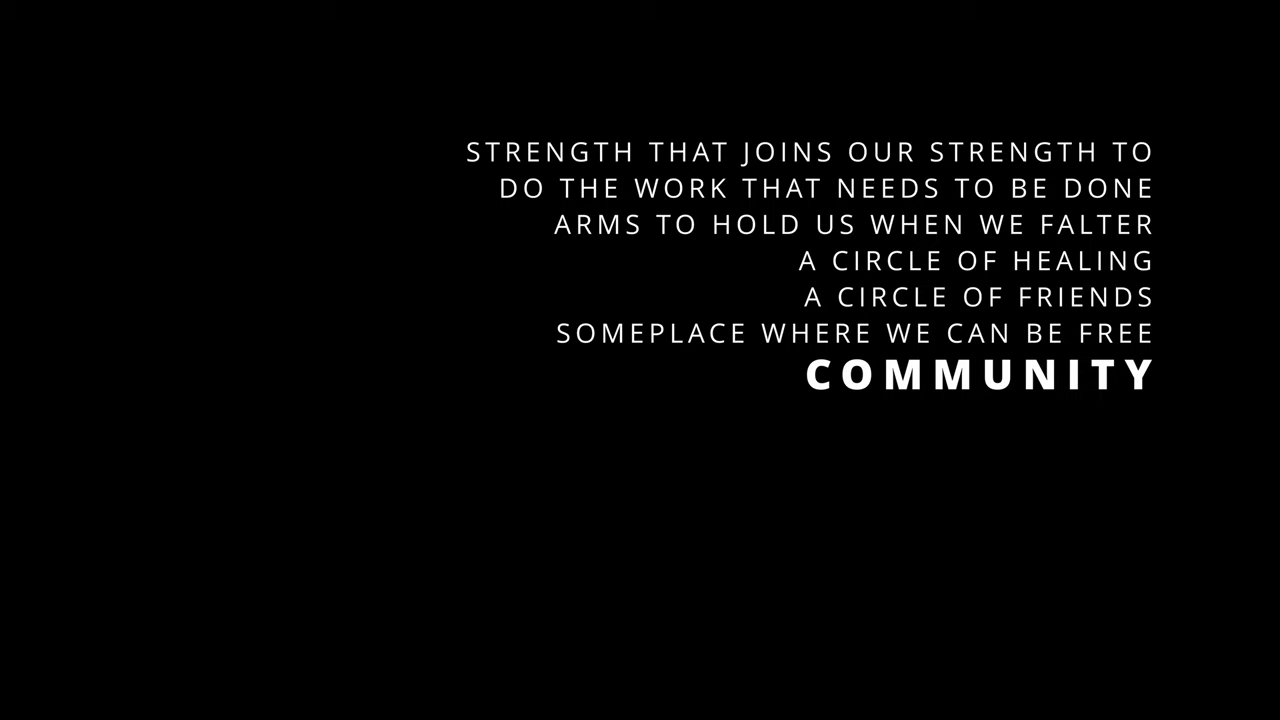 STRENGTH THAT JOINS OUR STRENGTH TO
DO THE WORK THAT NEEDS TO BE DONE
ARMS TO HOLD US WHEN WE FALTER
A CIRCLE OF HEALING
A CIRCLE OF FRIENDS
SOMEPLACE WHERE WE CAN BE FREE
COMMUNITY